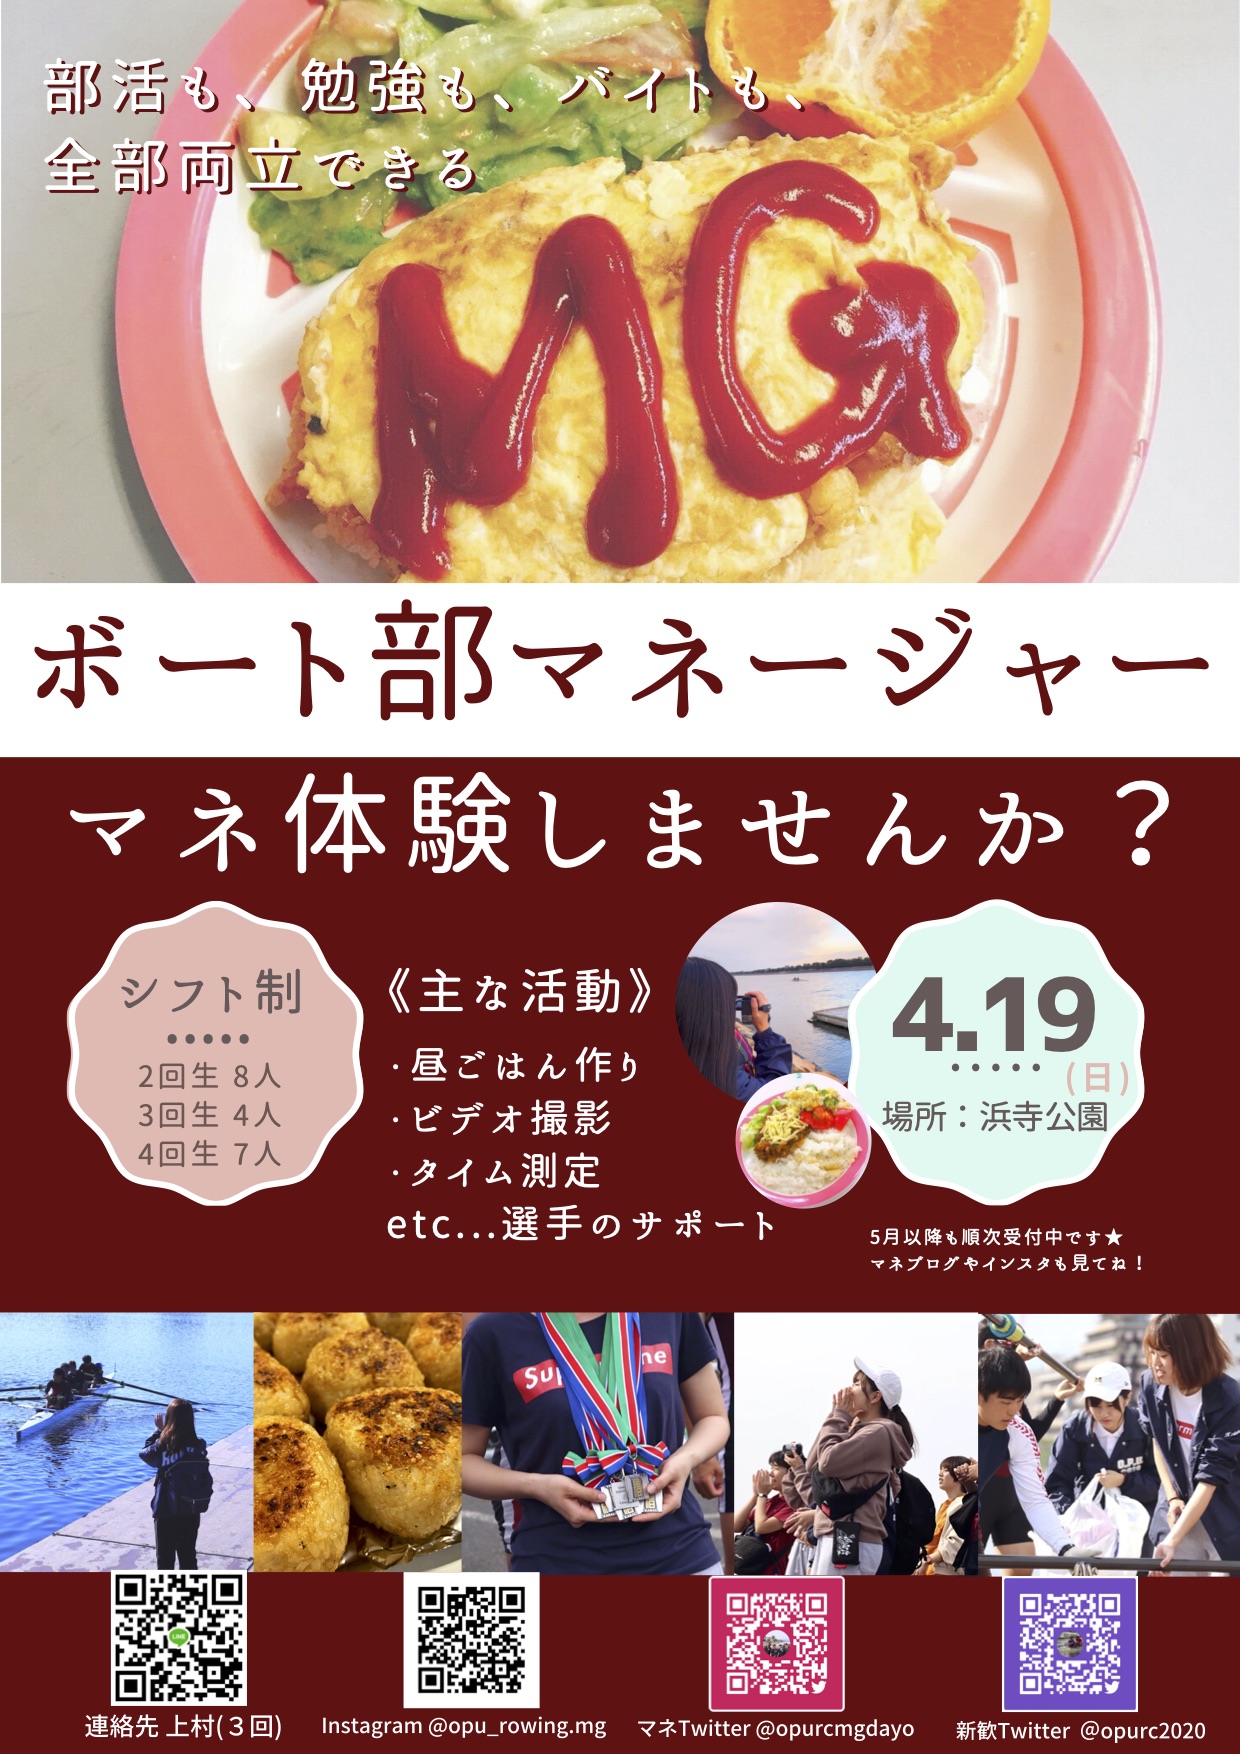 部活も、勉強も、バイトも、
全部両立できる
MG
ボート部マネージャー
マネ体験しませんか？
シフト制
2回生 8人
3回生 4人
4回生 7人
《主な活動》
・昼ごはん作り
・ビデオ撮影
・タイム測定
etc...選手のサポート
4.19
(日)
場所：浜寺公園
5月以降も順次受付中です★
マネブログやインスタも見てね！
LINE
連絡先 上村(３回)
Instagram @opu_rowing.mg
マネTwitter @opurcmgdayo
新歓Twitter @opurc2020